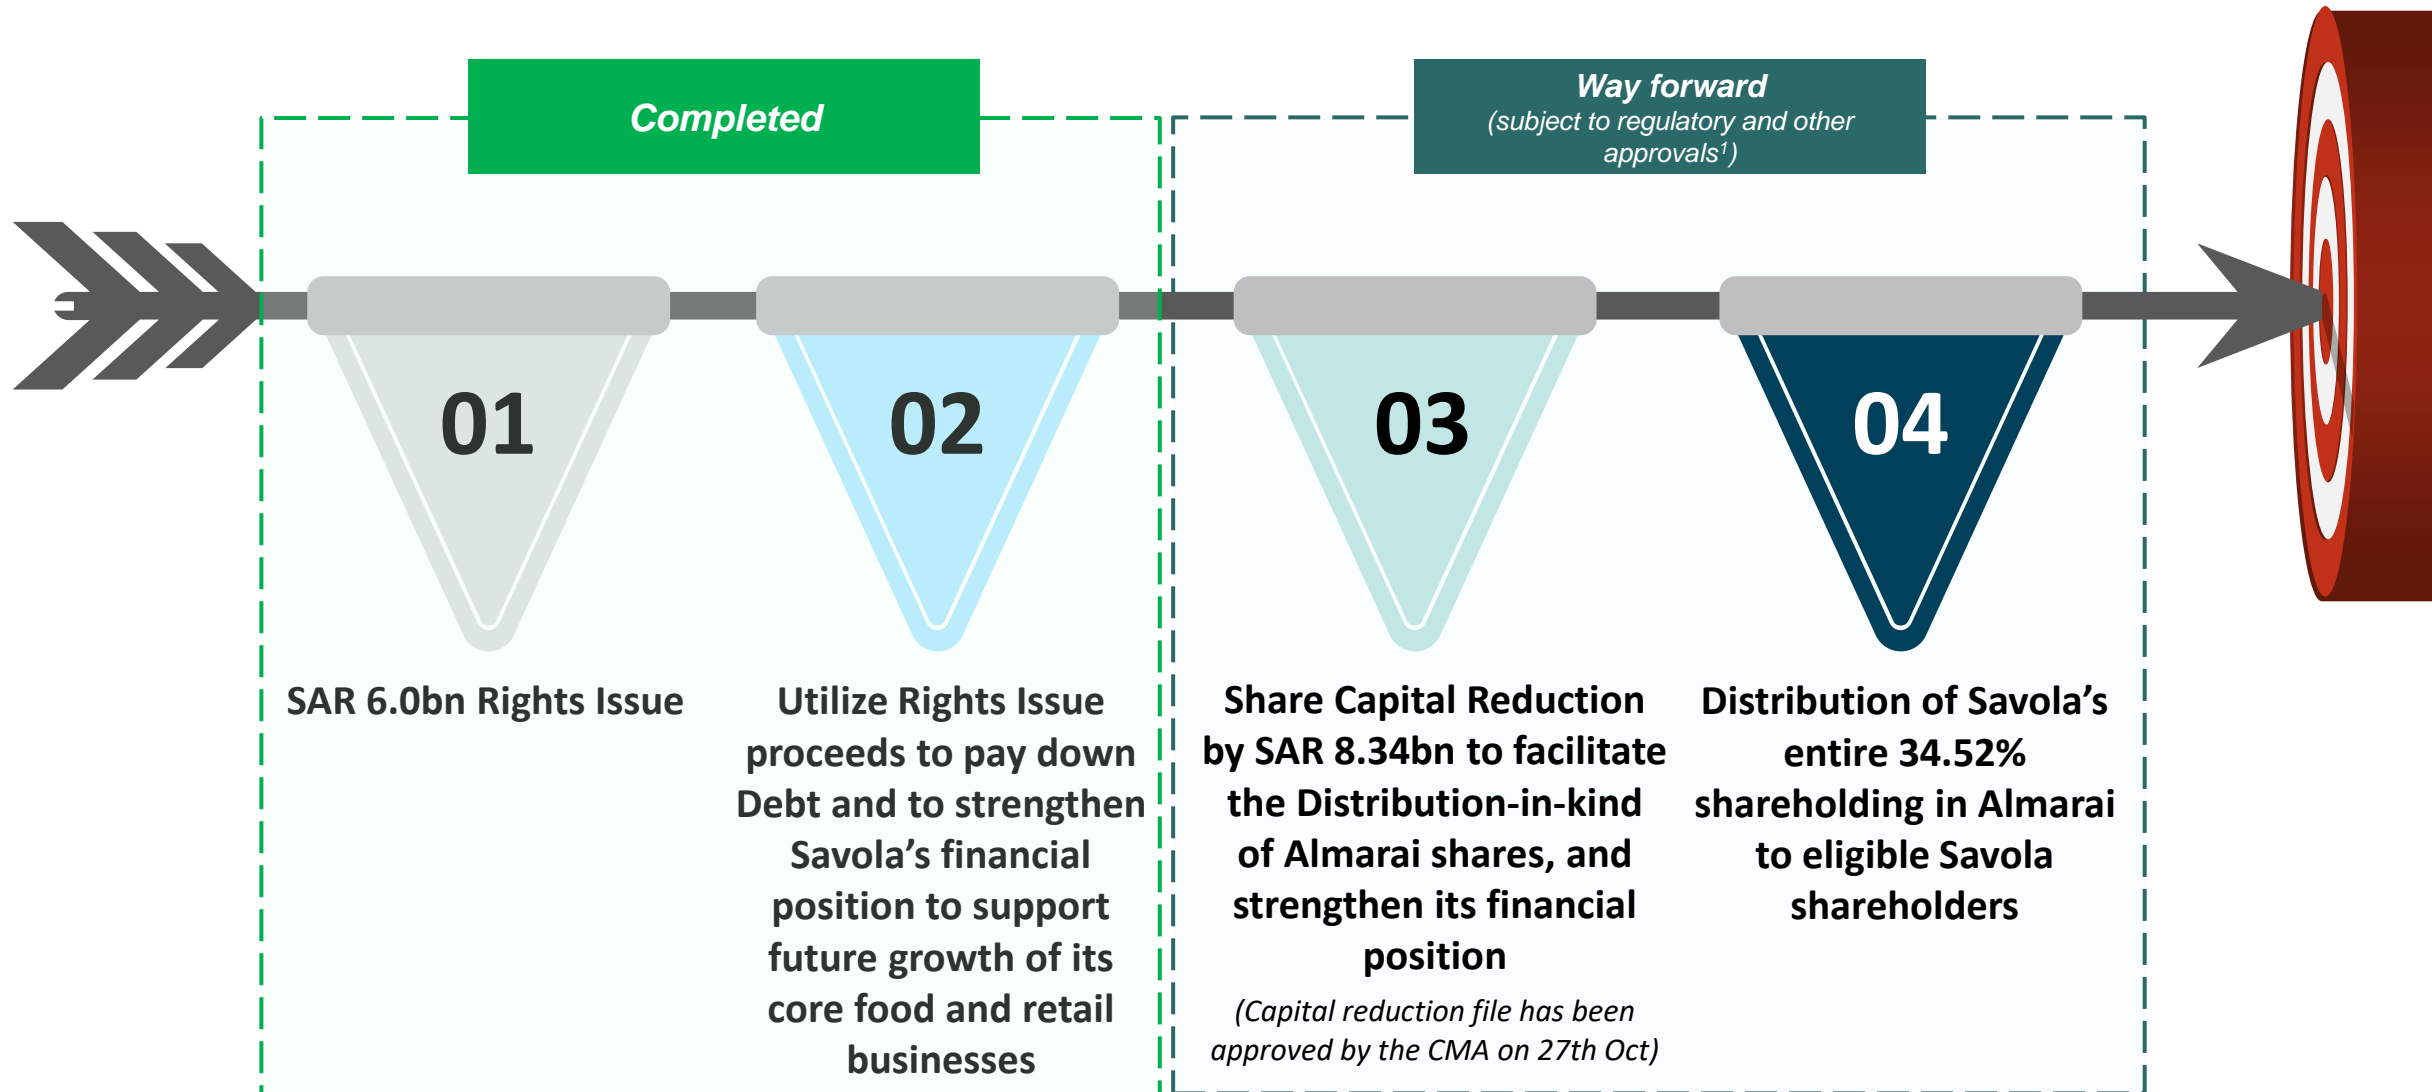 Completed
Way forward
(subject to regulatory and other
approvals¹)
01
02
03
04
SAR 6.0bn Rights Issue
Utilize Rights Issue
proceeds to pay down
Debt and to strengthen
Savola’s financial
position to support
future growth of its
core food and retail
businesses
Share Capital Reduction
by SAR 8.34bn to facilitate
the Distribution-in-kind
of Almarai shares, and
strengthen its financial
position
(Capital reduction file has been
approved by the CMA on 27th Oct)
Distribution of Savola’s
entire 34.52%
shareholding in Almarai
to eligible Savola
shareholders